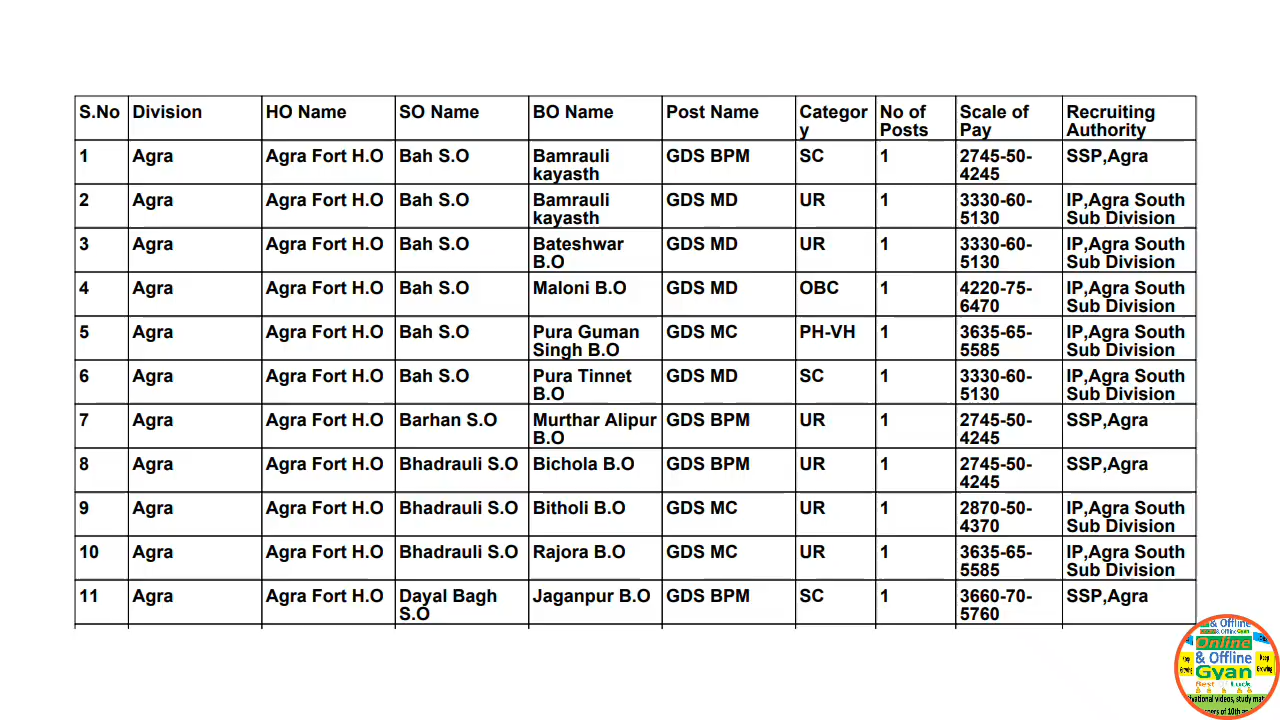 S.No Division HO Name SO Name BO Name Post Name Categor No of Scale of Recruiting
y Posts Pay Authority
1 Agra Agra Fort H.O Bah S.O Bamrauli GDS BPM SC 1 2745-50- SSP,Agra
kayasth 4245
2 Agra Agra Fort H.O Bah S.O Bamrauli GDS MD UR 1 3330-60- IP,Agra South
kayasth 5130 Sub Division
3 Agra Agra Fort H.O Bah S.O Bateshwar GDS MD UR 1 3330-60- IP,Agra South
B.O 5130 Sub Division
4 Agra Agra Fort H.O Bah S.O Maloni B.O GDS MD OBC 1 4220-75- IP,Agra South
6470 Sub Division
5 Agra Agra Fort H.O Bah S.O Pura Guman GDS MC PH-VH 1 3635-65- IP,Agra South
Singh B.O 5585 Sub Division
6 Agra Agra Fort H.O Bah S.O Pura Tinnet GDS MD SC 1 3330-60- IP,Agra South
B.O 5130 Sub Division
7 Agra Agra Fort H.O Barhan S.O Murthar Alipur GDS BPM UR 1 2745-50- SSP,Agra
B.O 4245
8 Agra Agra Fort H.O Bhadrauli S.O Bichola B.O GDS BPM UR 1 2745-50- SSP,Agra
4245
9 Agra Agra Fort H.O Bhadrauli S.O Bitholi B.O GDS MC UR 1 2870-50- IP,Agra South
4370 Sub Division
10 Agra Agra Fort H.O Bhadrauli S.O Rajora B.O GDS MC UR 1 3635-65- IP,Agra South
5585 Sub Division
11 Agra Agra Fort H.O Dayal Bagh Jaganpur B.O GDS BPM SC 1 3660-70- SSP,Agra
S.O 5760
& Offline
& Offline Gyan
Online
& Offline
Gyan
Best Luck
videos, study
of 10th